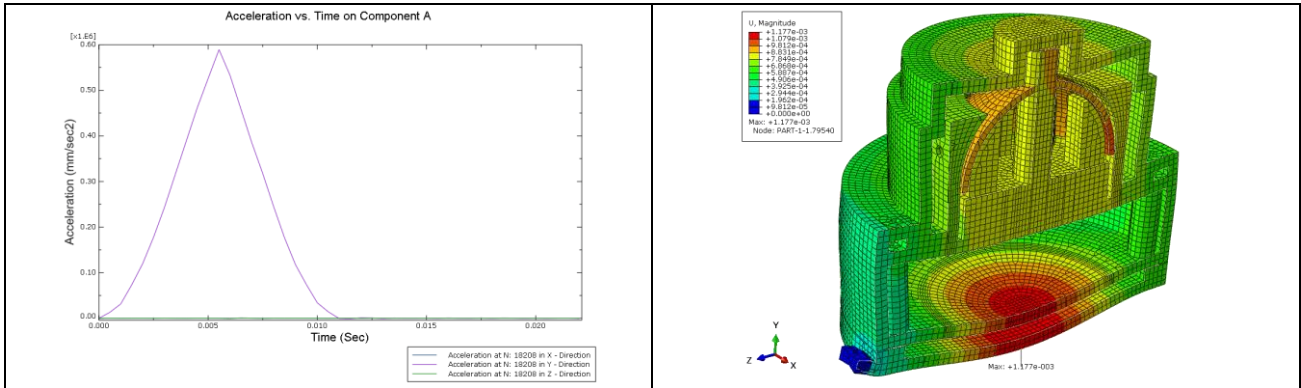 Acceleration vs. Time on Component A
[x1.E6]
0.60
0.50
0.40
0.30
0.20
0.10
0.00
Acceleration (mm/sec2)
0.000 0.005 0.010 0.015 0.020
Time (Sec)
Acceleration at N: 18208 in X - Direction
Acceleration at N: 18208 in Y - Direction
Acceleration at N: 18208 in Z - Direction
U, Magnitude
+1.177e-03
+1.079e-03
+9.812e-04
+8.831e-04
+7.849e-04
+6.868e-04
+5.887e-04
+4.906e-04
+3.925e-04
+2.944e-04
+1.962e-04
+9.812e-05
+0.000e+00
Max: +1.177e-03
Node: PART-1-1.79540
Y
Z
X
Max: +1.177e-003